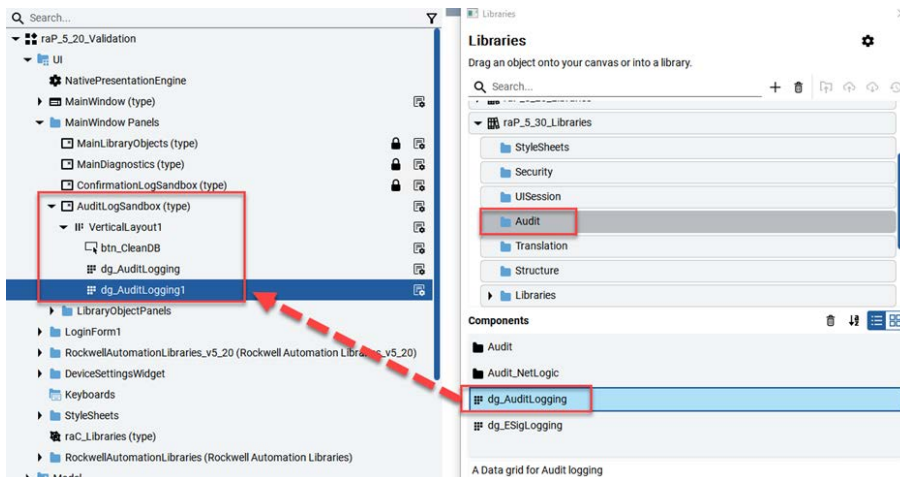 Search...
raP_5_20_Validation
UI
NativePresentationEngine
MainWindow (type)
MainWindow Panels
MainLibraryObjects (type)
MainDiagnostics (type)
ConfirmationLogSandbox (type)
AuditLogSandbox (type)
VerticalLayout1
btn_CleanDB
dg_AuditLogging
dg_AuditLogging1
LibraryObjectPanels
LoginForm1
RockwellAutomationLibraries_v5_20 (Rockwell Automation Libraries_v5_20)
DeviceSettingsWidget
Keyboards
StyleSheets
raC_Libraries (type)
RockwellAutomationLibraries (Rockwell Automation Libraries)
Libraries
Libraries
Drag an object onto your canvas or into a library.
Search...
raP_5_30_Libraries
StyleSheets
Security
UISession
Audit
Translation
Structure
Libraries
Components
Audit
Audit_NetLogic
dg_AuditLogging
dg_ESigLogging
A Data grid for Audit logging